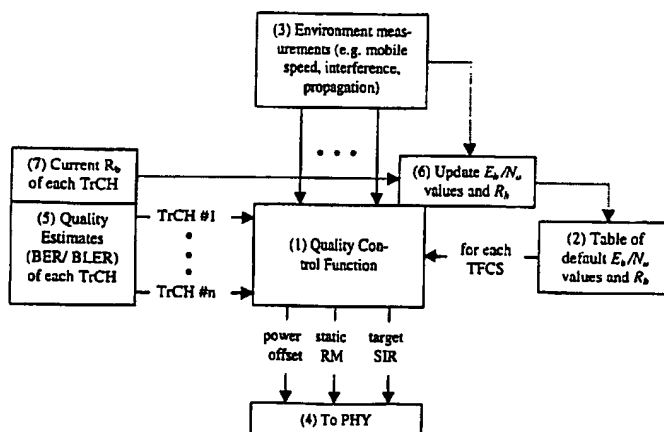 (3) Environment meas-
urements (e.g. mobile
speed, interference,
propagation)
(7) Current R_b
of each TrCH
(6) Update E_b/N_o
values and R_b
(5) Quality
Estimates
(BER/ BLER)
of each TrCH
TrCH #1
TrCH #n
(1) Quality Con-
trol Function
for each
TFCS
(2) Table of
default E_b/N_o
values and R_b
power
offset
static
RM
target
SIR
(4) To PHY